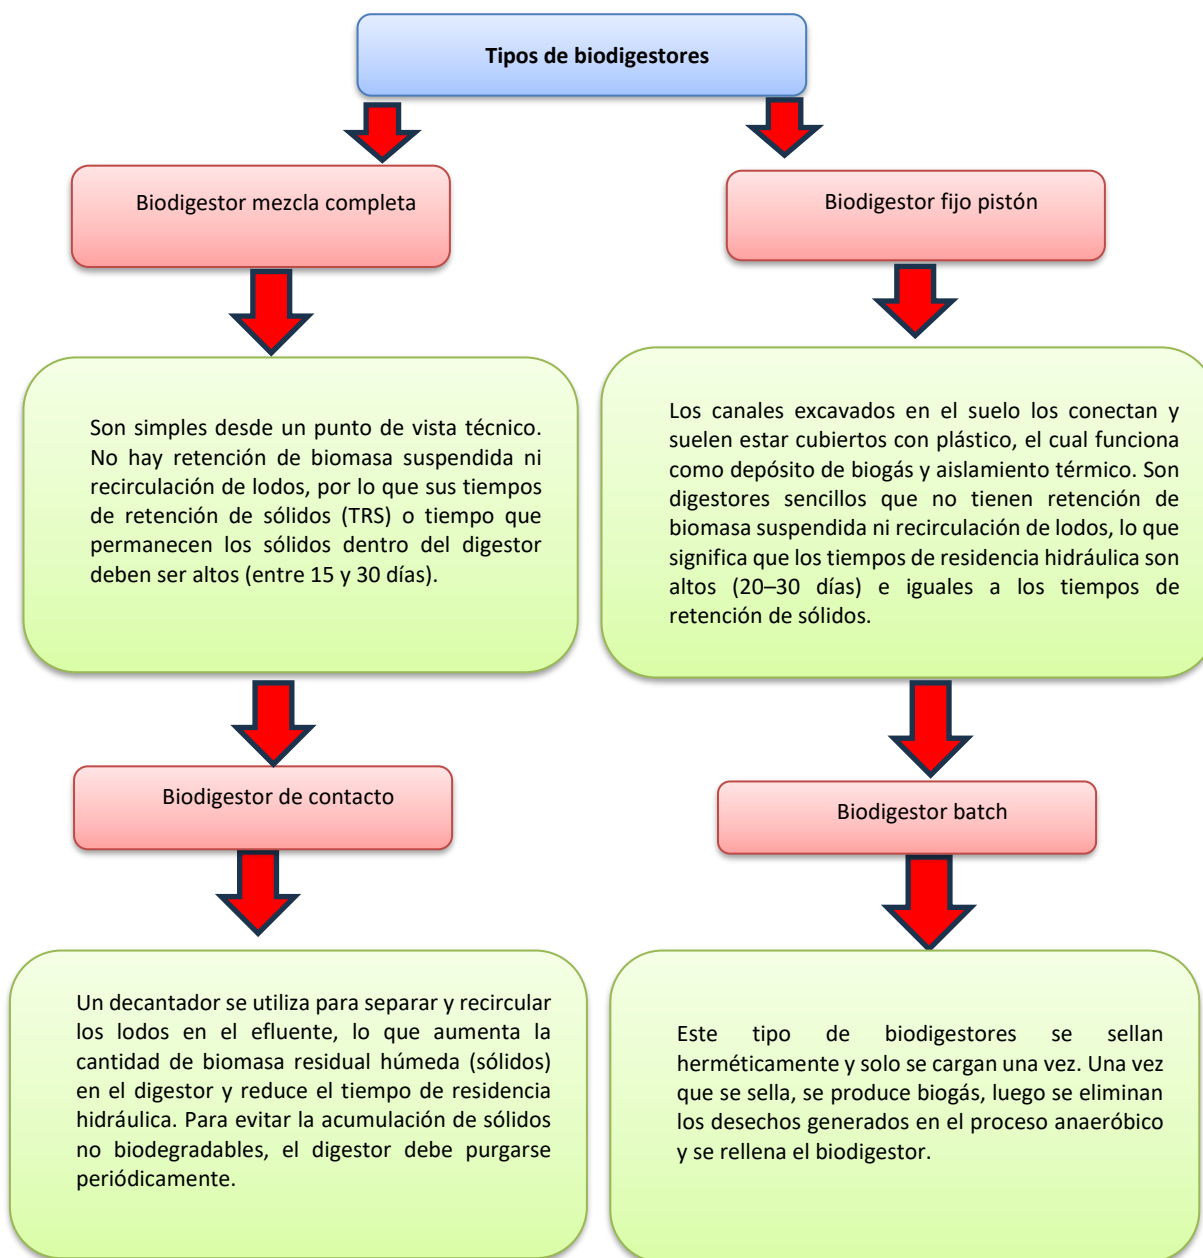 Tipos de biodigestores
Biodigestor mezcla completa
Biodigestor fijo pistón
Son simples desde un punto de vista técnico.
No hay retención de biomasa suspendida ni
recirculación de lodos, por lo que sus tiempos
de retención de sólidos (TRS) o tiempo que
permanecen los sólidos dentro del digestor
deben ser altos (entre 15 y 30 días).
Los canales excavados en el suelo los conectan y
suelen estar cubiertos con plástico, el cual funciona
como depósito de biogás y aislamiento térmico. Son
digestores sencillos que no tienen retención de
biomasa suspendida ni recirculación de lodos, lo que
significa que los tiempos de residencia hidráulica son
altos (20–30 días) e iguales a los tiempos de
retención de sólidos.
Biodigestor de contacto
Biodigestor batch
Un decantador se utiliza para separar y recircular
los lodos en el efluente, lo que aumenta la
cantidad de biomasa residual húmeda (sólidos)
en el digestor y reduce el tiempo de residencia
hidráulica. Para evitar la acumulación de sólidos
no biodegradables, el digestor debe purgarse
periódicamente.
Este tipo de biodigestores se sellan
herméticamente y solo se cargan una vez. Una vez
que se sella, se produce biogás, luego se eliminan
los desechos generados en el proceso anaeróbico
y se rellena el biodigestor.